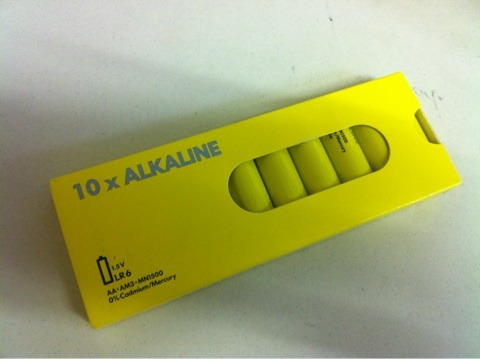 10 x ALKALINE
1.5V
LR6
AA • AM3 • MN1500
0% Cadmium/Mercury